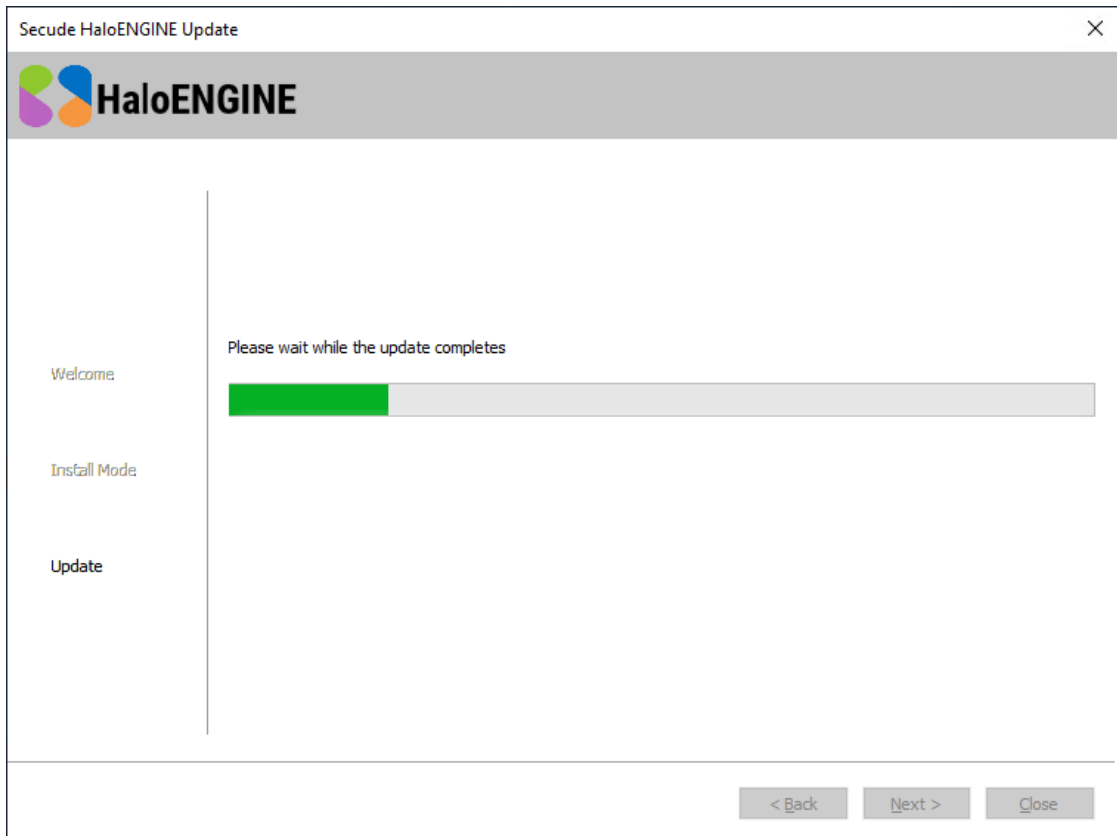 Secude HaloENGINE Update
HaloENGINE
Welcome
Install Mode
Update
Please wait while the update completes
< Back
Next >
Close